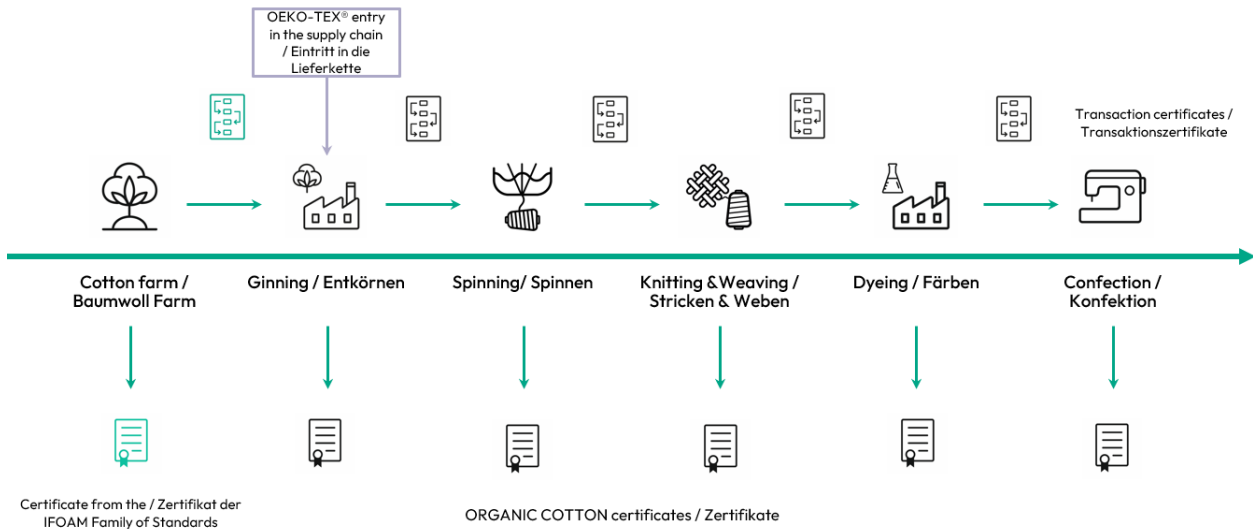 OEKO-TEX® entry
in the supply chain
/ Eintritt in die
Lieferkette
Transaction certificates /
Transaktionszertifikate
Cotton farm /
Baumwoll Farm
Ginning / Entkörnen
Spinning/ Spinnen
Knitting &Weaving /
Stricken & Weben
Dyeing / Färben
Confection /
Konfektion
Certificate from the / Zertifikat der
IFOAM Family of Standards
ORGANIC COTTON certificates / Zertifikate